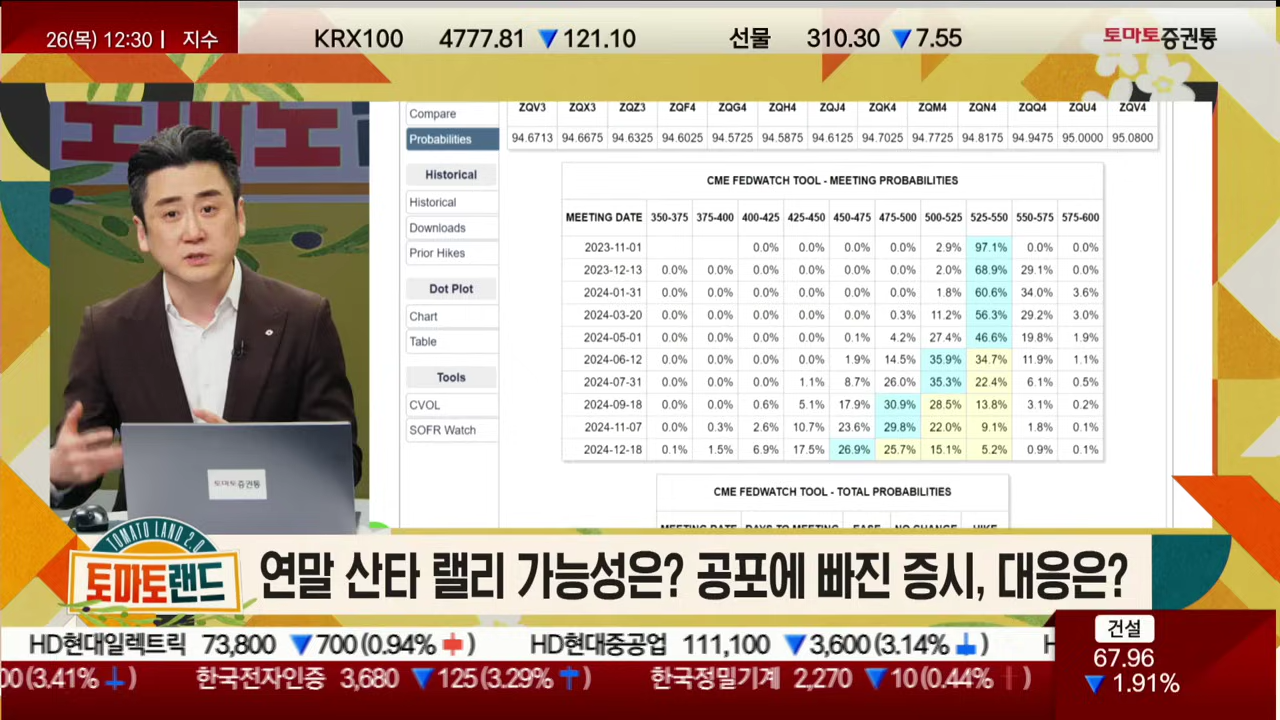 26(목) 12:30 | 지수 KRX100 4777.81 ▼121.10 선물 310.30 ▼7.55 토마토증권통
Compare
Probabilities
Historical
Historical
Downloads
Prior Hikes
Dot Plot
Chart
Table
Tools
CVOL
SOFR Watch
ZQV3 ZQX3 ZQZ3 ZQF4 ZQG4 ZQH4 ZQJ4 ZQK4 ZQM4 ZQN4 ZQQ4 ZQU4 ZQV4
94.6713 94.6675 94.6325 94.6025 94.5725 94.5875 94.6125 94.7025 94.7725 94.8175 94.9475 95.0000 95.0800
CME FEDWATCH TOOL - MEETING PROBABILITIES
MEETING DATE 350-375 375-400 400-425 425-450 450-475 475-500 500-525 525-550 550-575 575-600
2023-11-01 0.0% 0.0% 0.0% 0.0% 2.9% 97.1% 0.0% 0.0%
2023-12-13 0.0% 0.0% 0.0% 0.0% 0.0% 0.0% 2.0% 68.9% 29.1% 0.0%
2024-01-31 0.0% 0.0% 0.0% 0.0% 0.0% 0.0% 1.8% 60.6% 34.0% 3.6%
2024-03-20 0.0% 0.0% 0.0% 0.0% 0.0% 0.3% 11.2% 56.3% 29.2% 3.0%
2024-05-01 0.0% 0.0% 0.0% 0.0% 0.1% 4.2% 27.4% 46.6% 19.8% 1.9%
2024-06-12 0.0% 0.0% 0.0% 0.0% 1.9% 14.5% 35.9% 34.7% 11.9% 1.1%
2024-07-31 0.0% 0.0% 0.0% 1.1% 8.7% 26.0% 35.3% 22.4% 6.1% 0.5%
2024-09-18 0.0% 0.0% 0.6% 5.1% 17.9% 30.9% 28.5% 13.8% 3.1% 0.2%
2024-11-07 0.0% 0.3% 2.6% 10.7% 23.6% 29.8% 22.0% 9.1% 1.8% 0.1%
2024-12-18 0.1% 1.5% 6.9% 17.5% 26.9% 25.7% 15.1% 5.2% 0.9% 0.1%
CME FEDWATCH TOOL - TOTAL PROBABILITIES
MEETING DATE DAYS TO MEETING EASE NO CHANGE HIKE
토마토증권통
TOMATO LAND 2.0
토마토랜드
연말 산타 랠리 가능성은? 공포에 빠진 증시, 대응은?
HD현대일렉트릭 73,800 ▼700(0.94%) HD현대중공업 111,100 ▼3,600(3.14%)
00(3.41%) 한국전자인증 3,680 ▼125(3.29%) 한국정밀기계 2,270 ▼10(0.44%)
건설
67.96
▼1.91%